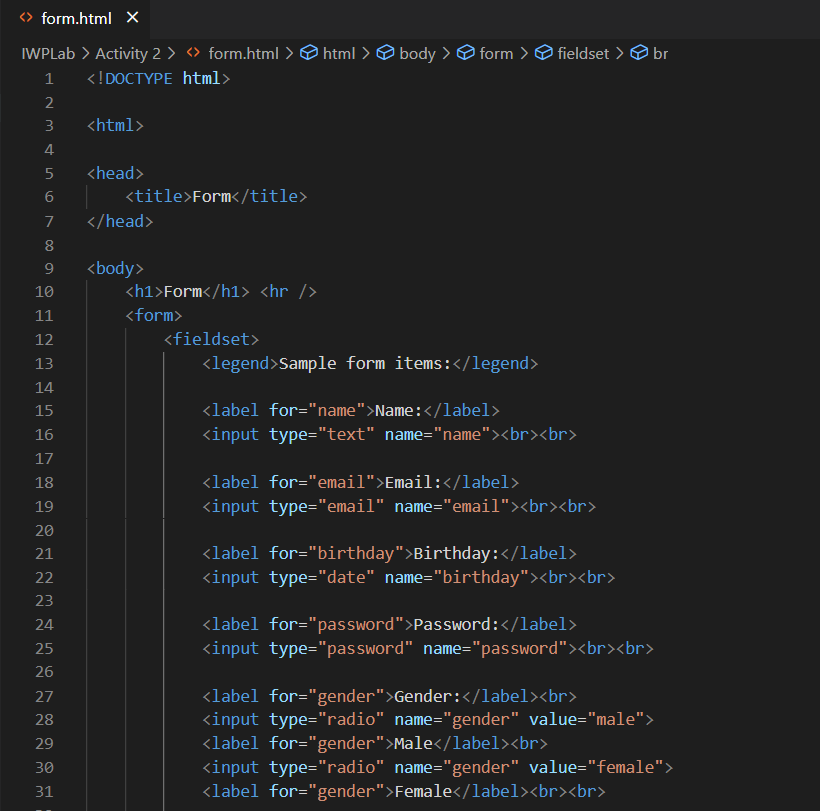 form.html
IWPLab > Activity 2 > form.html > html > body > form > fieldset > br
1 <!DOCTYPE html>
2
3 <html>
4
5 <head>
6 <title>Form</title>
7 </head>
8
9 <body>
10 <h1>Form</h1> <hr />
11 <form>
12 <fieldset>
13 <legend>Sample form items:</legend>
14
15 <label for="name">Name:</label>
16 <input type="text" name="name"><br><br>
17
18 <label for="email">Email:</label>
19 <input type="email" name="email"><br><br>
20
21 <label for="birthday">Birthday:</label>
22 <input type="date" name="birthday"><br><br>
23
24 <label for="password">Password:</label>
25 <input type="password" name="password"><br><br>
26
27 <label for="gender">Gender:</label><br>
28 <input type="radio" name="gender" value="male">
29 <label for="gender">Male</label><br>
30 <input type="radio" name="gender" value="female">
31 <label for="gender">Female</label><br><br>